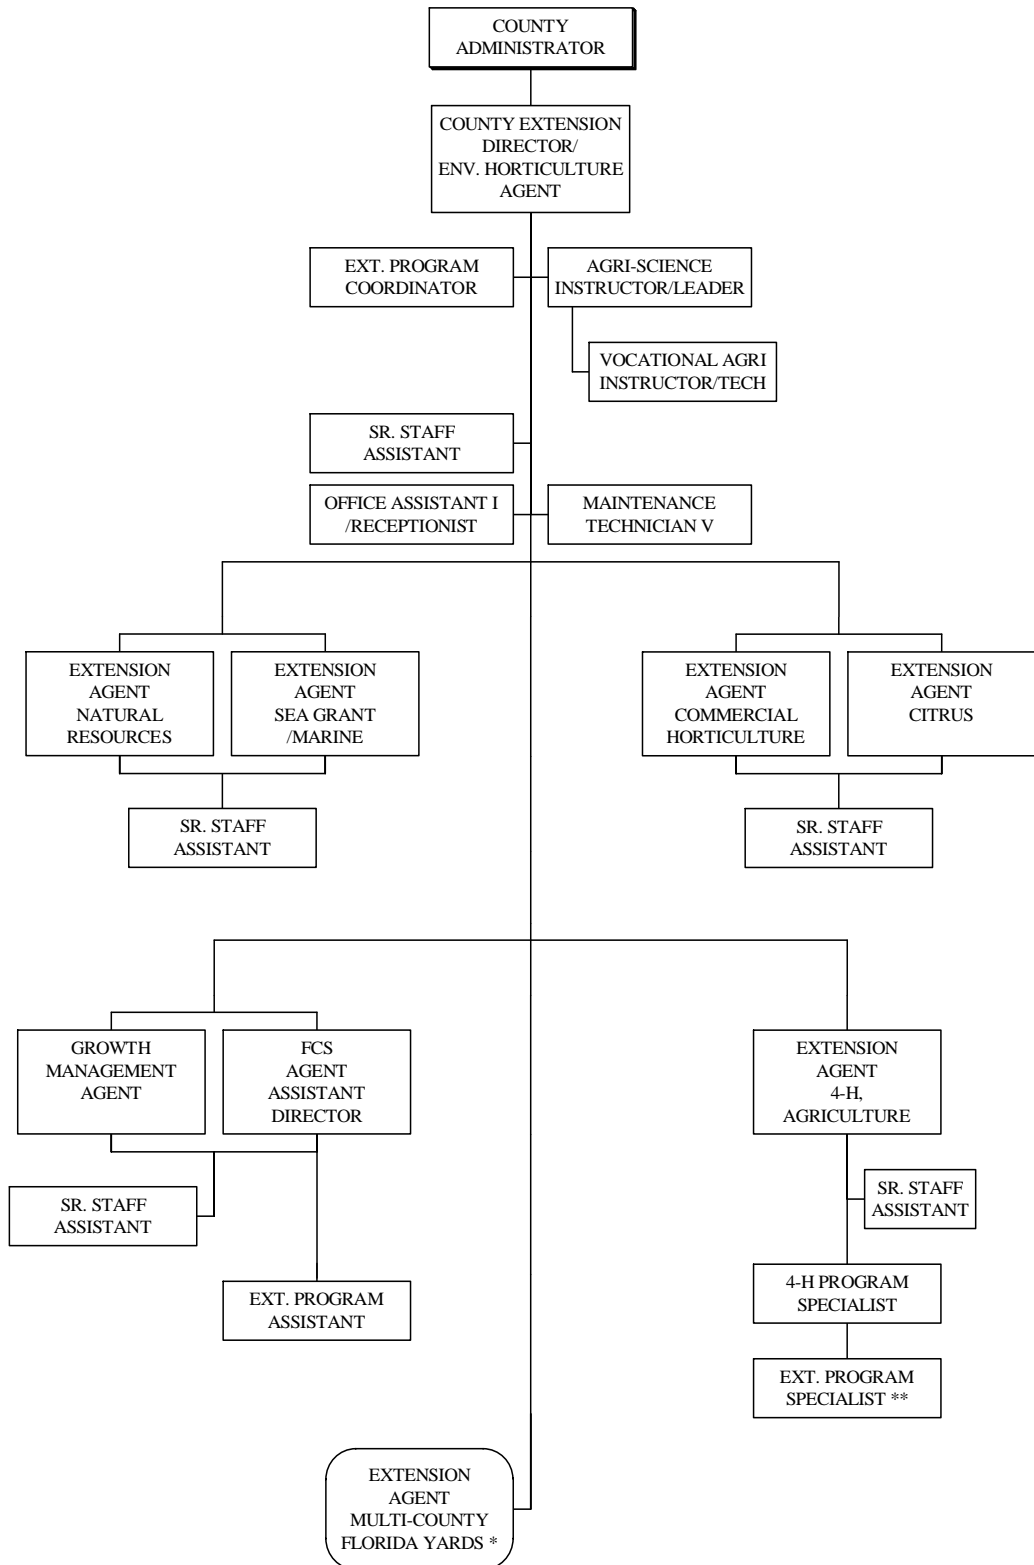 COUNTY
ADMINISTRATOR
COUNTY EXTENSION
DIRECTOR/
ENV. HORTICULTURE
AGENT
EXT. PROGRAM
COORDINATOR
AGRI-SCIENCE
INSTRUCTOR/LEADER
VOCATIONAL AGRI
INSTRUCTOR/TECH
SR. STAFF
ASSISTANT
OFFICE ASSISTANT I
/RECEPTIONIST
MAINTENANCE
TECHNICIAN V
EXTENSION
AGENT
NATURAL
RESOURCES
EXTENSION
AGENT
SEA GRANT
/MARINE
EXTENSION
AGENT
COMMERCIAL
HORTICULTURE
EXTENSION
AGENT
CITRUS
SR. STAFF
ASSISTANT
SR. STAFF
ASSISTANT
GROWTH
MANAGEMENT
AGENT
FCS
AGENT
ASSISTANT
DIRECTOR
EXTENSION
AGENT
4-H,
AGRICULTURE
SR. STAFF
ASSISTANT
SR. STAFF
ASSISTANT
EXT. PROGRAM
ASSISTANT
4-H PROGRAM
SPECIALIST
EXT. PROGRAM
SPECIALIST **
EXTENSION
AGENT
MULTI-COUNTY
FLORIDA YARDS *